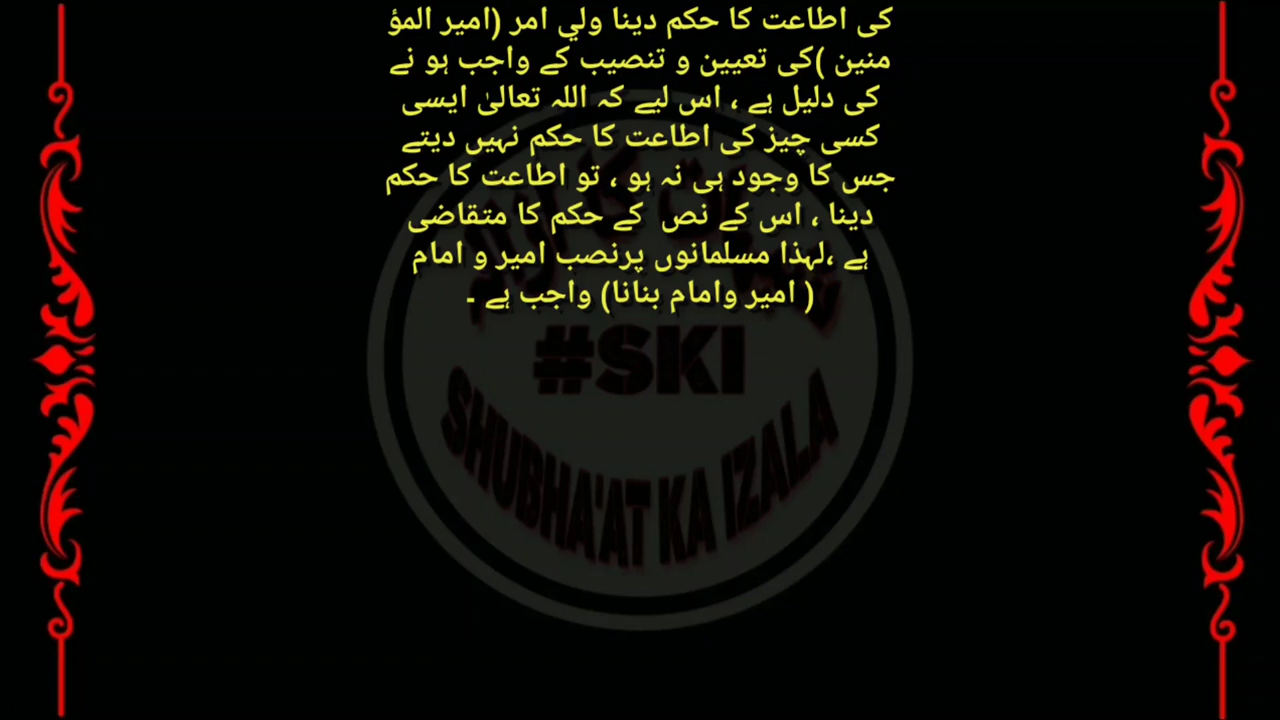 کی اطاعت کا حکم دینا ولي امر (امیر المؤ
منین )کی تعیین و تنصیب کے واجب ہو نے
کی دلیل ہے ، اس لیے کہ اللہ تعالیٰ ایسی
کسی چیز کی اطاعت کا حکم نہیں دیتے
جس کا وجود ہی نہ ہو ، تو اطاعت کا حکم
دینا ، اس کے نص کے حکم کا متقاضی
ہے ،لہذا مسلمانوں پرنصب امیر و امام
( امیر وامام بنانا) واجب ہے ۔
#SKI
SHUBHA'AT KA IZALA